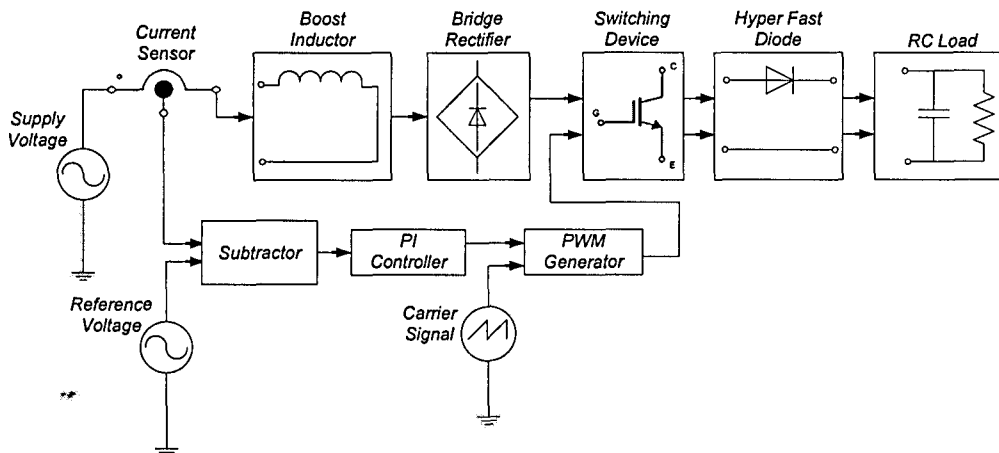 Current
Sensor
Boost
Inductor
Bridge
Rectifier
Switching
Device
Hyper Fast
Diode
RC Load
Supply
Voltage
C
G
E
Subtractor
PI
Controller
PWM
Generator
Reference
Voltage
Carrier
Signal